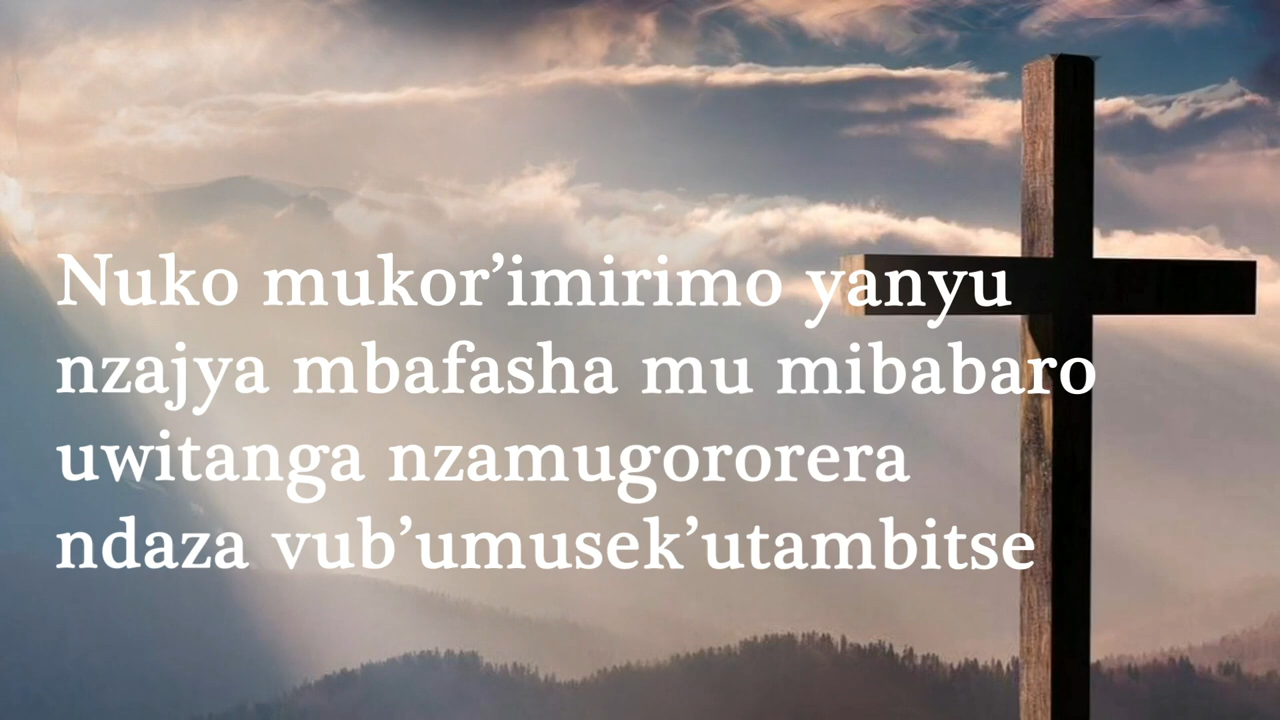 Nuko mukor’imirimo yanyu
nzajya mbafasha mu mibabaro
uwitanga nzamugororera
ndaza vub’umusek’utambitse